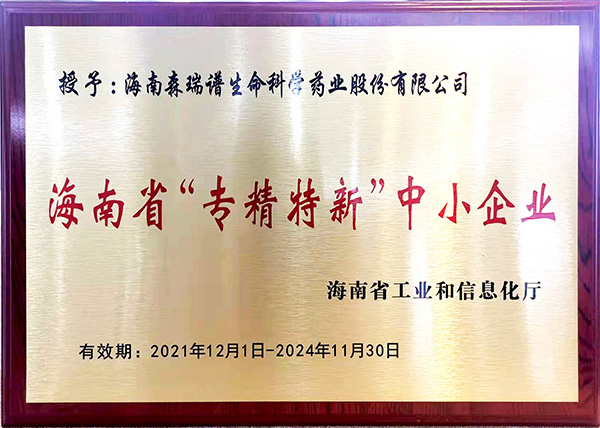 授予：海南森瑞谱生命科学药业股份有限公司
海南省“专精特新”中小企业
海南省工业和信息化厅
有效期：2021年12月1日-2024年11月30日